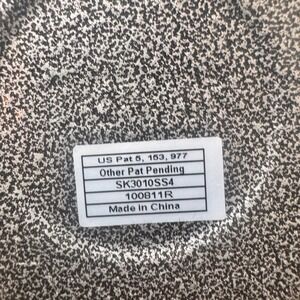 US Pat 5, 153, 977
Other Pat Pending
SK3010SS4
100811R
Made in China